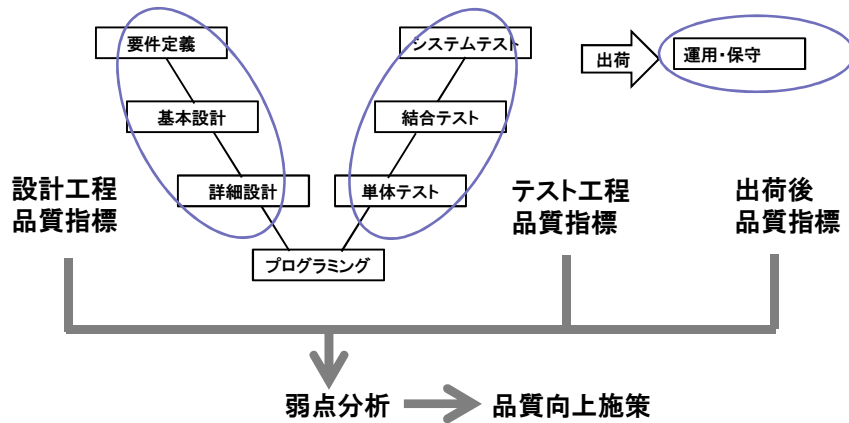 要件定義
システムテスト
出荷
運用・保守
基本設計
結合テスト
設計工程
品質指標
詳細設計
単体テスト
テスト工程
品質指標
出荷後
品質指標
プログラミング
弱点分析
品質向上施策